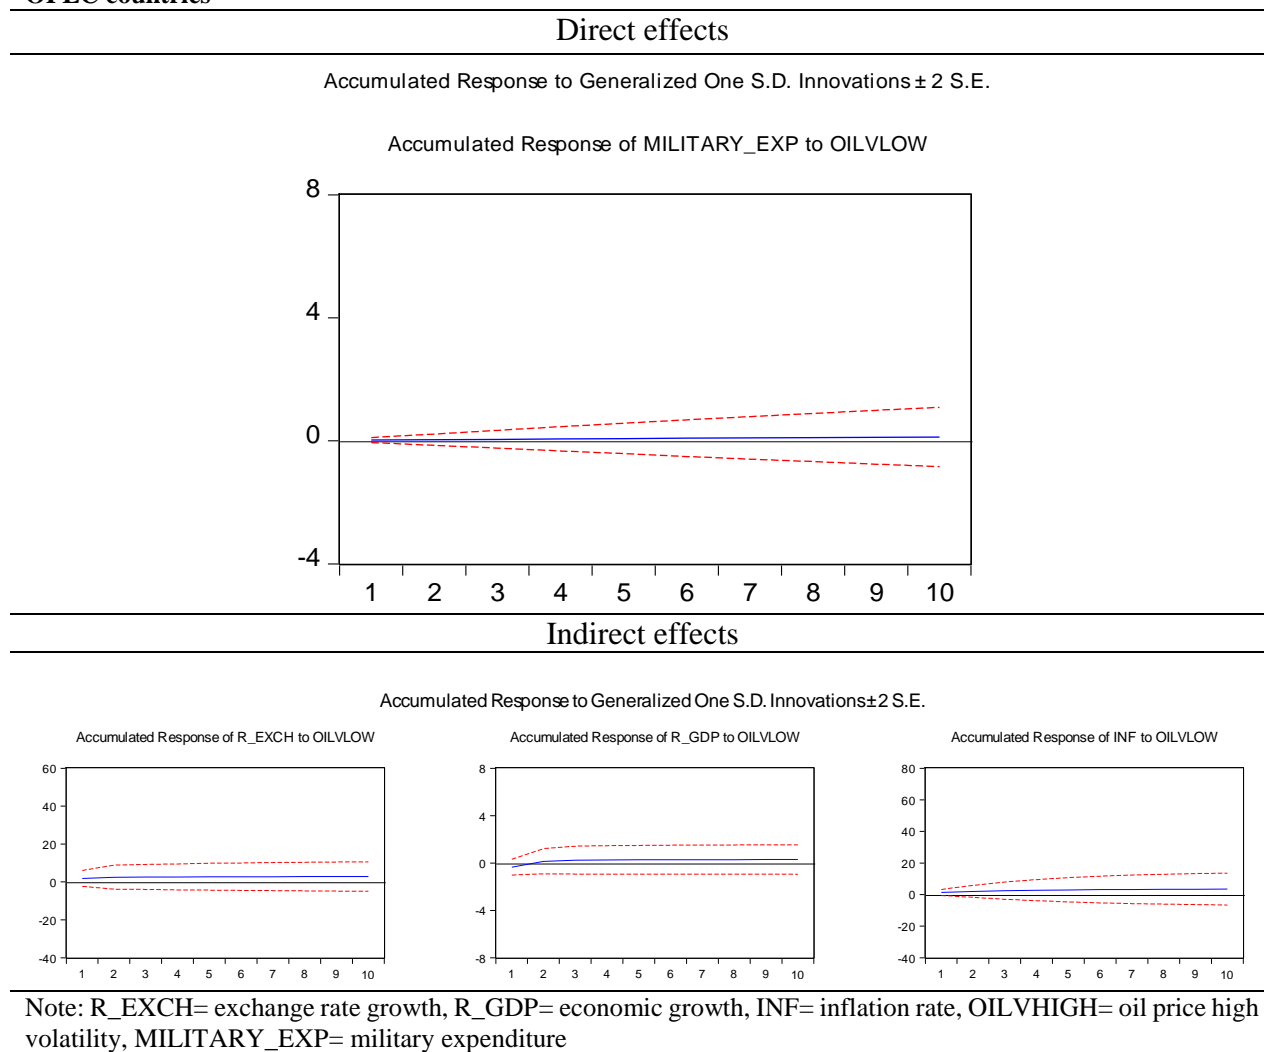 OPEC countries
Direct effects
Accumulated Response to Generalized One S.D. Innovations ± 2 S.E.
Accumulated Response of MILITARY_EXP to OILVLOW
8
4
0
-4
1 2 3 4 5 6 7 8 9 10
Indirect effects
Accumulated Response to Generalized One S.D. Innovations ± 2 S.E.
Accumulated Response of R_EXCH to OILVLOW
60
40
20
0
-20
-40
1 2 3 4 5 6 7 8 9 10
Accumulated Response of R_GDP to OILVLOW
8
4
0
-4
-8
1 2 3 4 5 6 7 8 9 10
Accumulated Response of INF to OILVLOW
80
60
40
20
0
-20
-40
1 2 3 4 5 6 7 8 9 10
Note: R_EXCH= exchange rate growth, R_GDP= economic growth, INF= inflation rate, OILVHIGH= oil price high
volatility, MILITARY_EXP= military expenditure